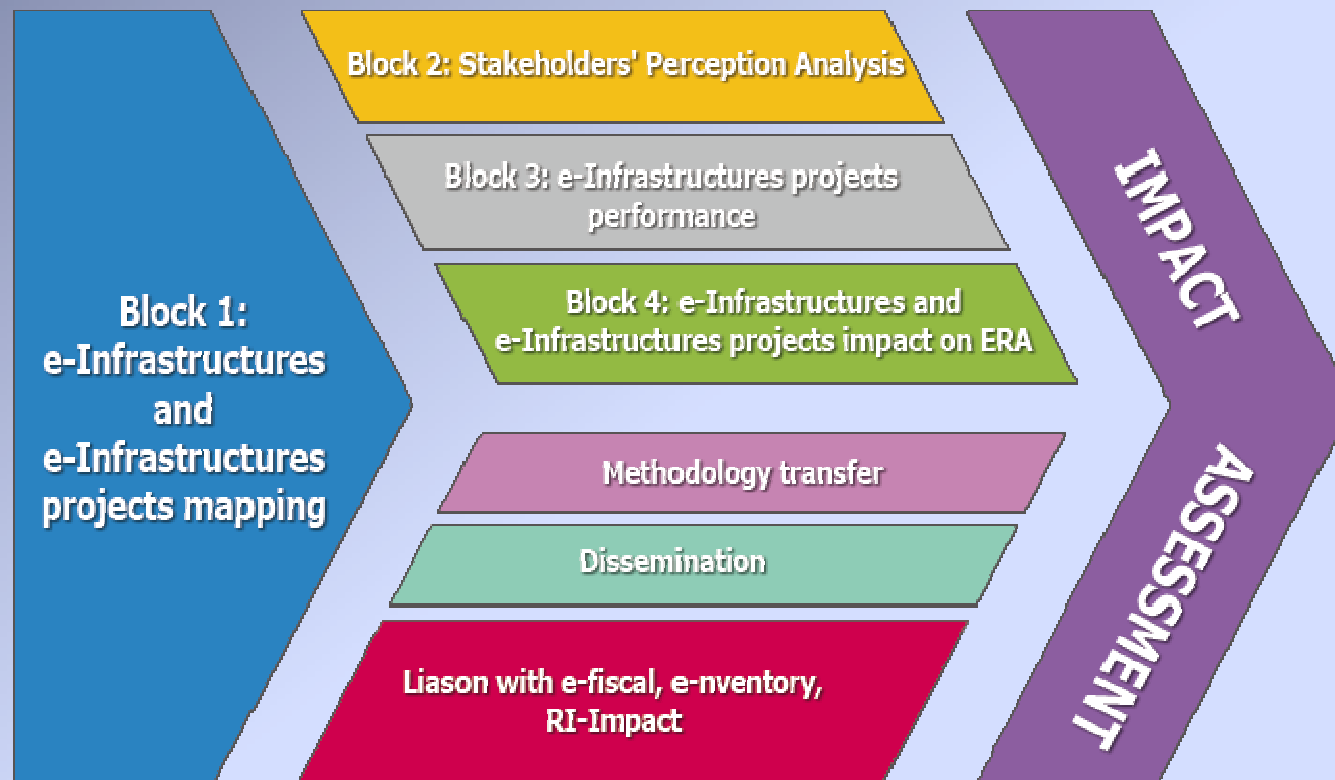 Block 1:
e-Infrastructures
and
e-Infrastructures
projects mapping
Block 2: Stakeholders' Perception Analysis
Block 3: e-Infrastructures projects
performance
Block 4: e-Infrastructures and
e-Infrastructures projects impact on ERA
Methodology transfer
Dissemination
Liason with e-fiscal, e-nventory,
RI-Impact
IMPACT
ASSESSMENT